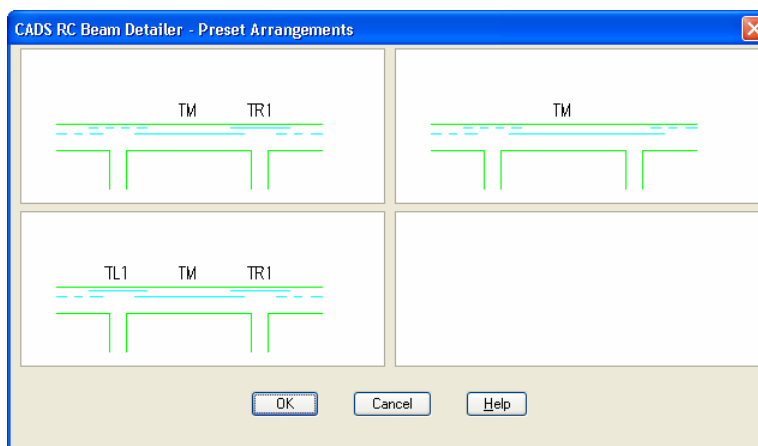 CADS RC Beam Detailer - Preset Arrangements
TM TR1
TM
TL1 TM TR1
OK Cancel Help